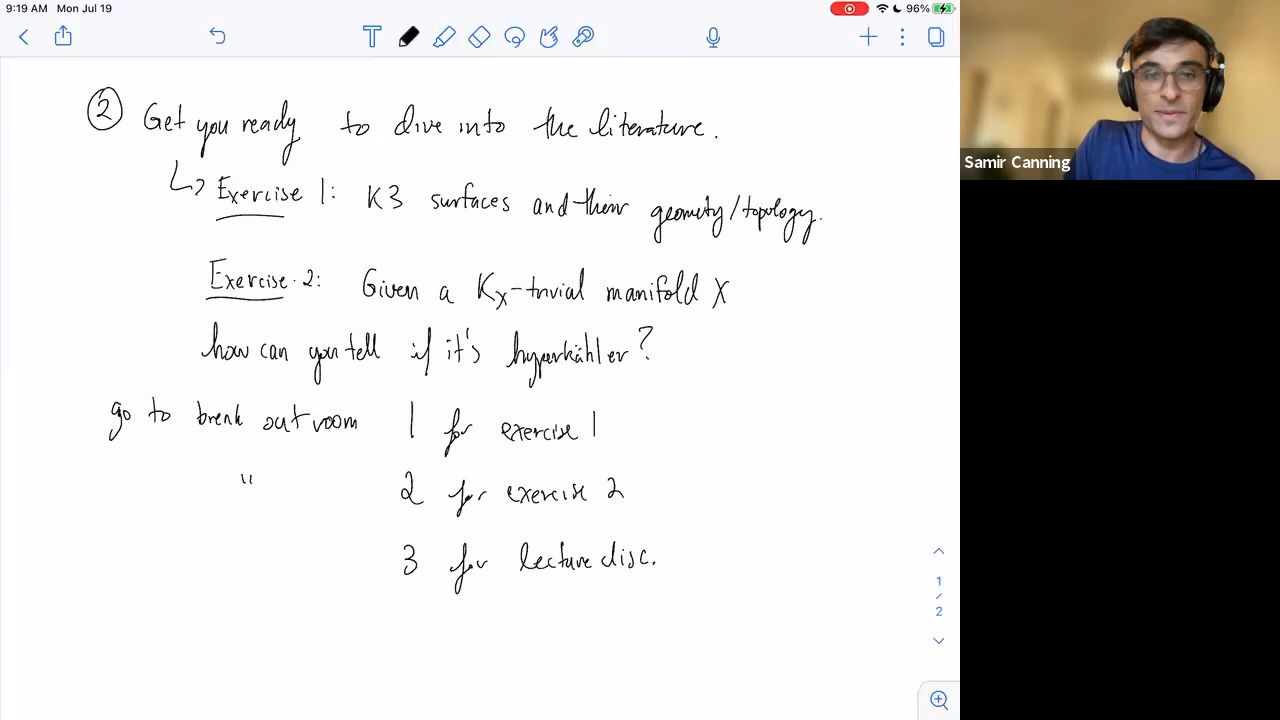 9:19 AM Mon Jul 19
96%
② Get you ready to dive into the literature.
↳ Exercise 1: K3 surfaces and their geometry/topology.
Exercise 2: Given a Kx-trivial manifold X
how can you tell if it's hyperkähler?
go to break out room 1 for exercise 1
" 2 for exercise 2
3 for lecture disc.
1
/
2
Samir Canning